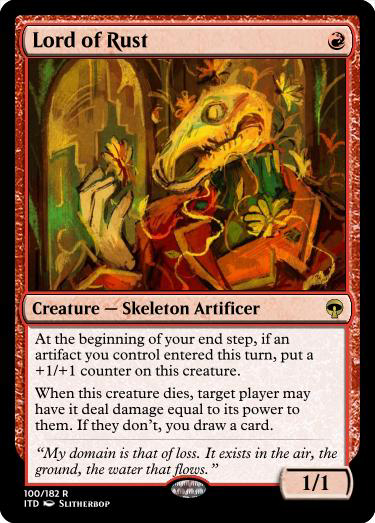 Lord of Rust
Creature — Skeleton Artificer
At the beginning of your end step, if an
artifact you control entered this turn, put a
+1/+1 counter on this creature.
When this creature dies, target player may
have it deal damage equal to its power to
them. If they don't, you draw a card.
“My domain is that of loss. It exists in the air, the
ground, the water that flows.”
1/1
100/182 R
ITD SLITHERBOP